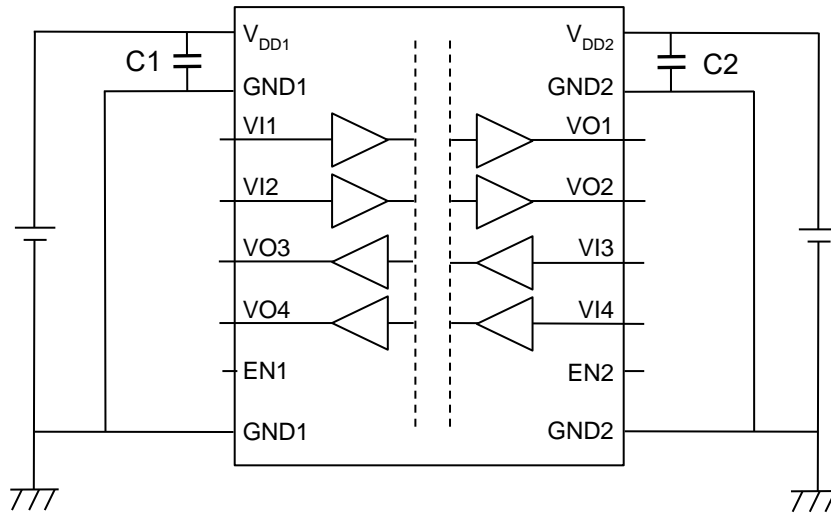 C1
V_DD1
V_DD2
C2
GND1
GND2
VI1
VO1
VI2
VO2
VO3
VI3
VO4
VI4
EN1
EN2
GND1
GND2